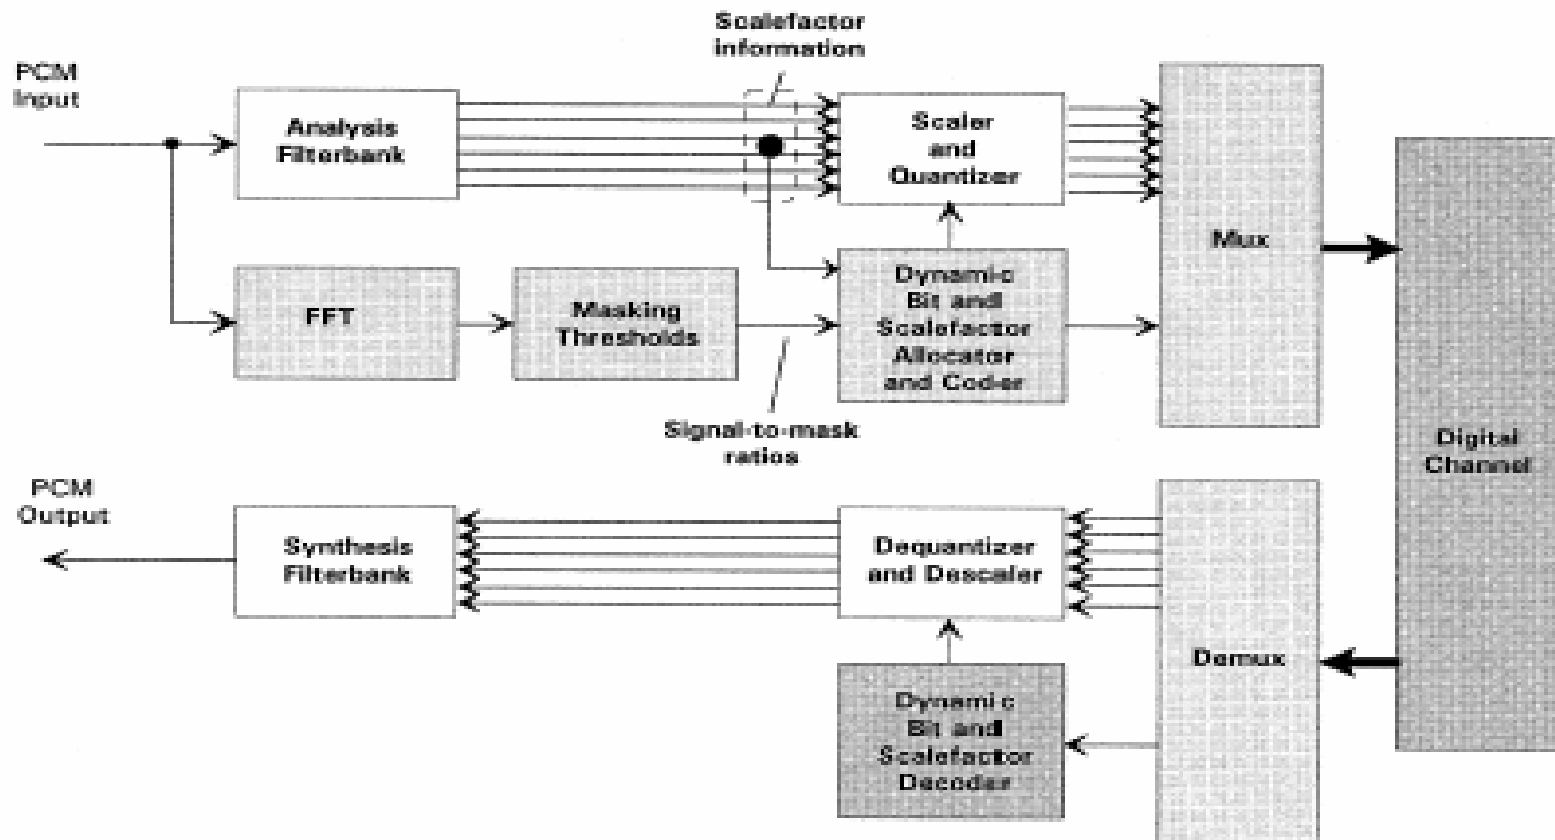 Scalefactor
information
PCM
Input
Analysis
Filterbank
Scaler
and
Quantizer
Mux
FFT
Masking
Thresholds
Dynamic
Bit and
Scalefactor
Allocator
and Coder
Signal-to-mask
ratios
Digital
Channel
PCM
Output
Synthesis
Filterbank
Dequantizer
and Descaler
Demux
Dynamic
Bit and
Scalefactor
Decoder